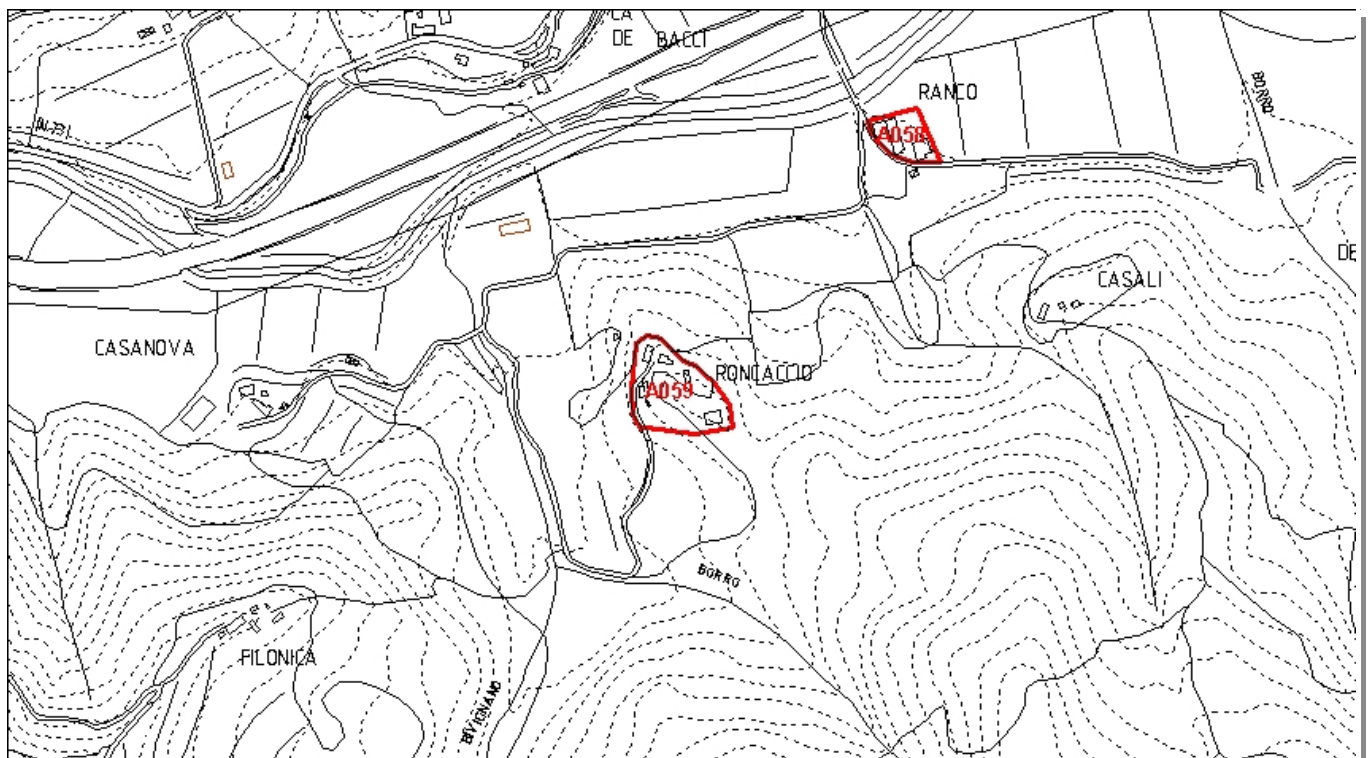 CA
DE BACCI
RANCO
BORRO
A058
DE
CASALI
CASANOVA
RONCACCIO
A059
BORRO
FILONICA
BIVIGNANO